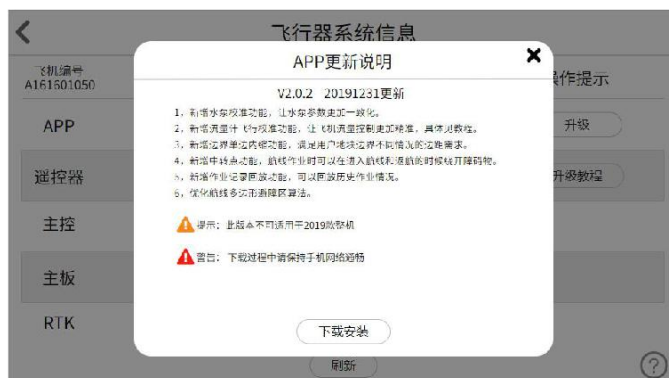 飞行器系统信息
APP更新说明
飞机编号
A161601050
操作提示
V2.0.2 20191231更新
1，新增水泵校准功能，让水泵参数更加一致化。
2，新增流量计飞行校准功能，让飞机流量控制更加精准，具体见教程。
3，新增边界单边内缩功能，满足用户地块边界不同情况的边距需求。
4，新增中转点功能，航线作业时可以在进入航线和返航的时候绕开障碍物。
5，新增作业记录回放功能，可以回放历史作业情况。
6，优化航线多边形避障区算法。
APP
升级
遥控器
升级教程
主控
提示：此版本不可适用于2019款整机
警告：下载过程中请保持手机网络通畅
主板
RTK
下载安装
刷新
?